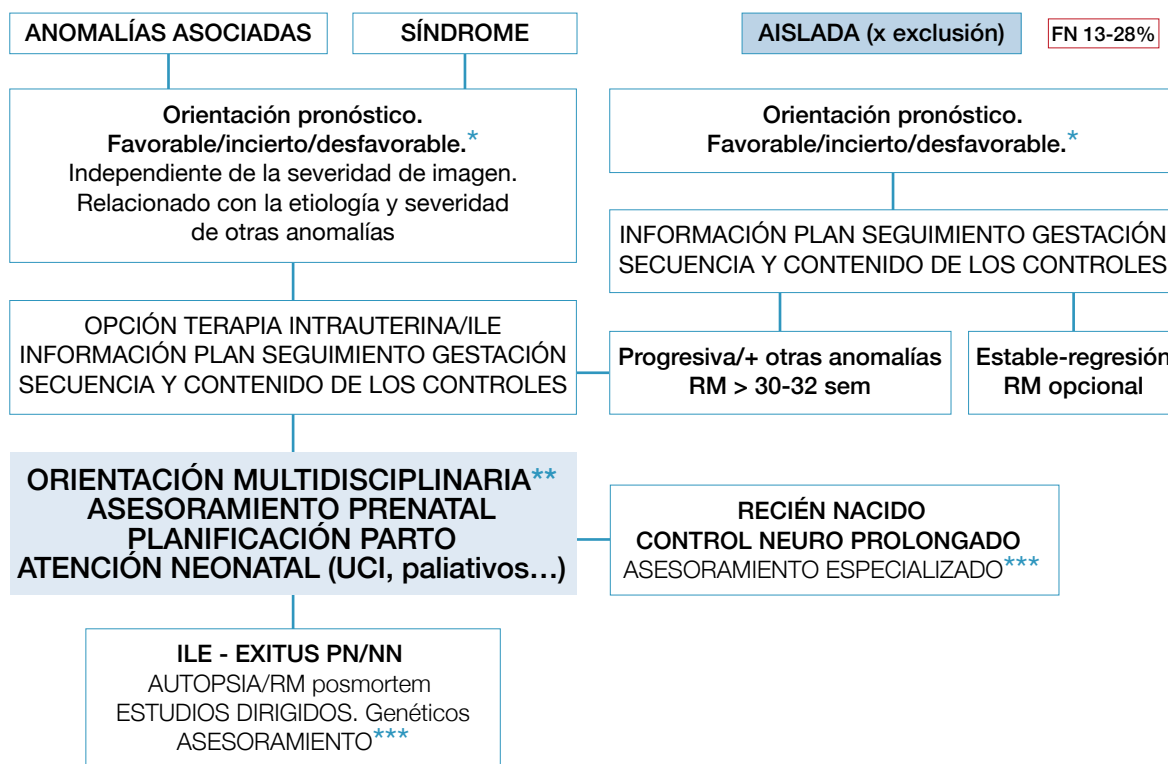 ANOMALÍAS ASOCIADAS
SÍNDROME
AISLADA (x exclusión)
FN 13-28%
Orientación pronóstico.
Favorable/incierto/desfavorable.*
Independiente de la severidad de imagen.
Relacionado con la etiología y severidad
de otras anomalías
Orientación pronóstico.
Favorable/incierto/desfavorable.*
INFORMACIÓN PLAN SEGUIMIENTO GESTACIÓN
SECUENCIA Y CONTENIDO DE LOS CONTROLES
OPCIÓN TERAPIA INTRAUTERINA/ILE
INFORMACIÓN PLAN SEGUIMIENTO GESTACIÓN
SECUENCIA Y CONTENIDO DE LOS CONTROLES
Progresiva/+ otras anomalías
RM > 30-32 sem
Estable-regresión
RM opcional
ORIENTACIÓN MULTIDISCIPLINARIA**
ASESORAMIENTO PRENATAL
PLANIFICACIÓN PARTO
ATENCIÓN NEONATAL (UCI, paliativos…)
RECIÉN NACIDO
CONTROL NEURO PROLONGADO
ASESORAMIENTO ESPECIALIZADO***
ILE - EXITUS PN/NN
AUTOPSIA/RM posmortem
ESTUDIOS DIRIGIDOS. Genéticos
ASESORAMIENTO***